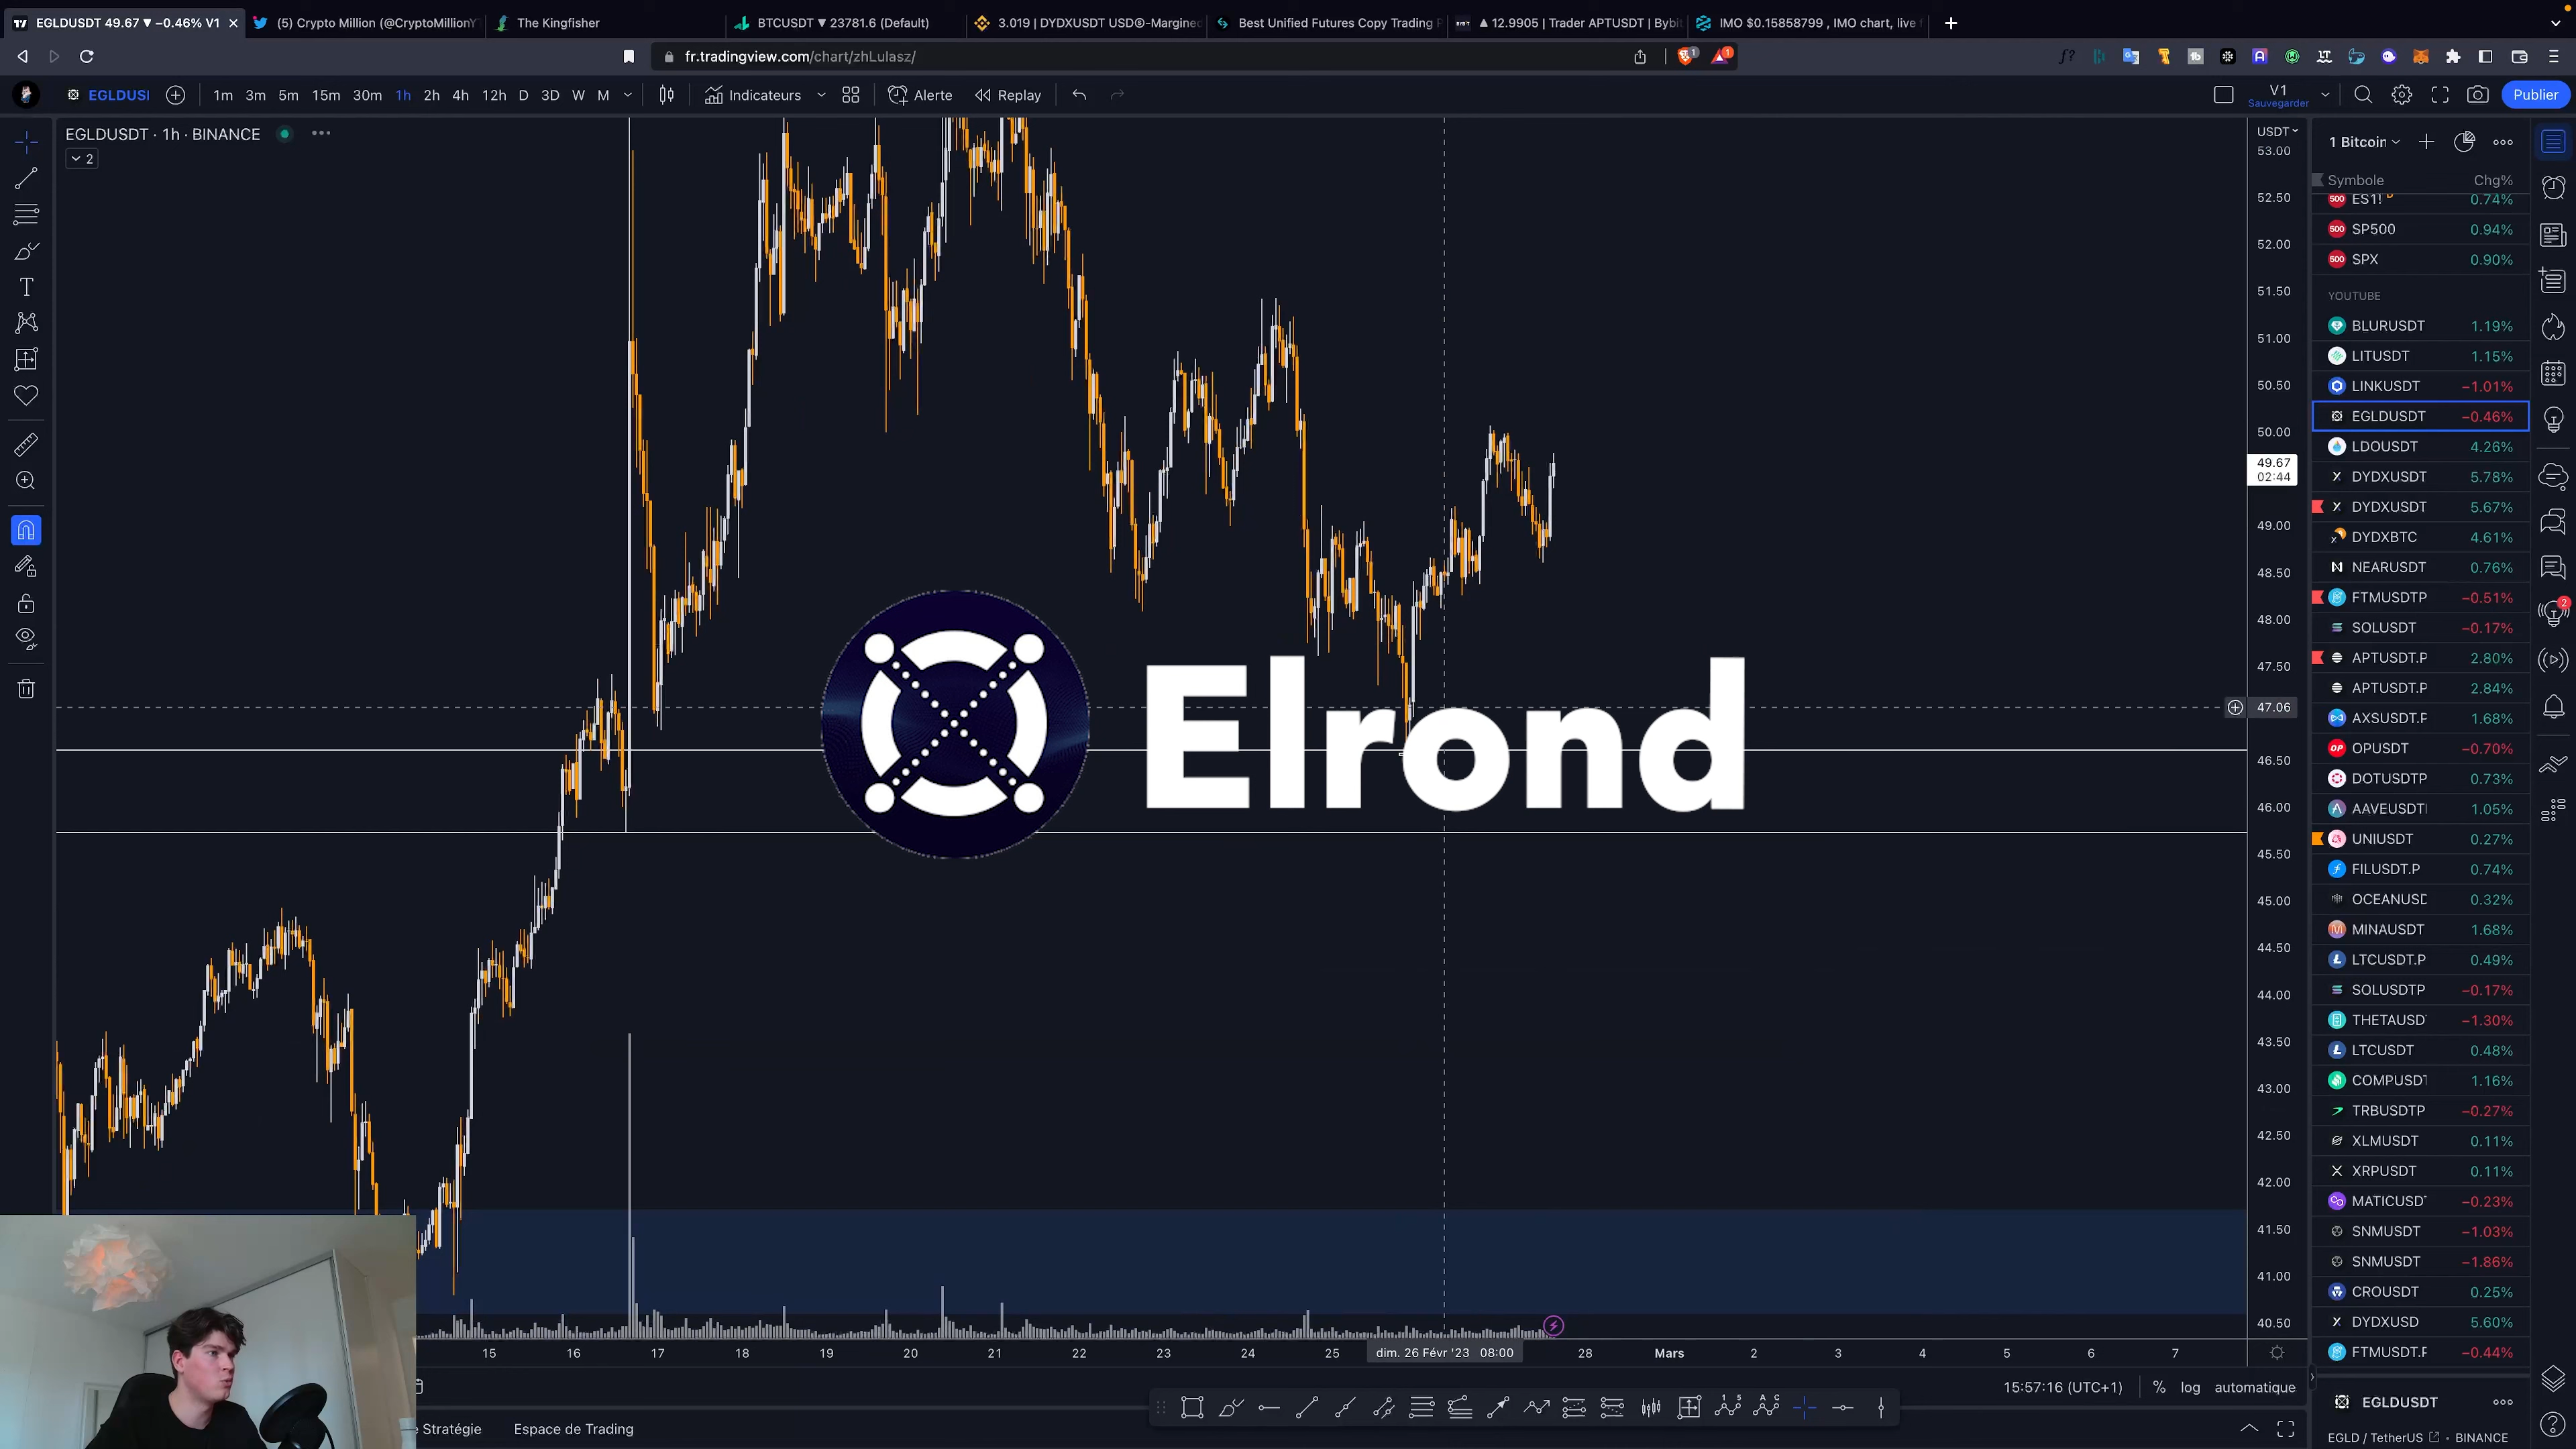 EGLDUSDT 49.67 ▼ −0.46% V1
(5) Crypto Million (@CryptoMillionY
The Kingfisher
BTCUSDT ▼ 23781.6 (Default)
3.019 | DYDXUSDT USDⓈ-Margined
Best Unified Futures Copy Trading P
▲ 12.9905 | Trader APTUSDT | Bybi
IMO $0.15858799 , IMO chart, live
fr.tradingview.com/chart/zhLulasz/
EGLDUSI
1m 3m 5m 15m 30m 1h 2h 4h 12h D 3D W M
Indicateurs
Alerte
Replay
V1
Sauvegarder
Publier
EGLDUSDT · 1h · BINANCE
2
USDT
53.00
52.50
52.00
51.50
51.00
50.50
50.00
49.67
02:44
49.00
48.50
48.00
47.50
47.06
46.50
46.00
45.50
45.00
44.50
44.00
43.50
43.00
42.50
42.00
41.50
41.00
40.50
Elrond
15 16 17 18 19 20 21 22 23 24 25
dim. 26 Févr '23 08:00
28 Mars 2 3 4 5 6 7
15:57:16 (UTC+1) % log automatique
e Stratégie
Espace de Trading
1 Bitcoin
Symbole Chg%
ES1! D 0.74%
SP500 0.94%
SPX 0.90%
YOUTUBE
BLURUSDT 1.19%
LITUSDT 1.15%
LINKUSDT −1.01%
EGLDUSDT −0.46%
LDOUSDT 4.26%
DYDXUSDT 5.78%
DYDXUSDT 5.67%
DYDXBTC 4.61%
NEARUSDT 0.76%
FTMUSDTP −0.51%
SOLUSDT −0.17%
APTUSDT.P 2.80%
APTUSDT.P 2.84%
AXSUSDT.P 1.68%
OPUSDT −0.70%
DOTUSDTP 0.73%
AAVEUSDT 1.05%
UNIUSDT 0.27%
FILUSDT.P 0.74%
OCEANUSD 0.32%
MINAUSDT 1.68%
LTCUSDT.P 0.49%
SOLUSDTP −0.17%
THETAUSD −1.30%
LTCUSDT 0.48%
COMPUSDT 1.16%
TRBUSDTP −0.27%
XLMUSDT 0.11%
XRPUSDT 0.11%
MATICUSD −0.23%
SNMUSDT −1.03%
SNMUSDT −1.86%
CROUSDT 0.25%
DYDXUSD 5.60%
FTMUSDT.F −0.44%
EGLDUSDT
EGLD / TetherUS • BINANCE